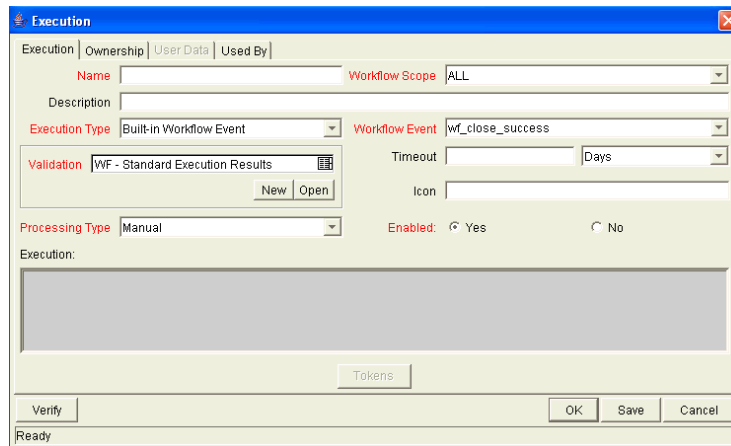 Execution
Execution Ownership User Data Used By
Name Workflow Scope ALL
Description
Execution Type Built-in Workflow Event Workflow Event wf_close_success
Validation WF - Standard Execution Results Timeout Days
New Open Icon
Processing Type Manual Enabled: Yes No
Execution:
Tokens
Verify OK Save Cancel
Ready